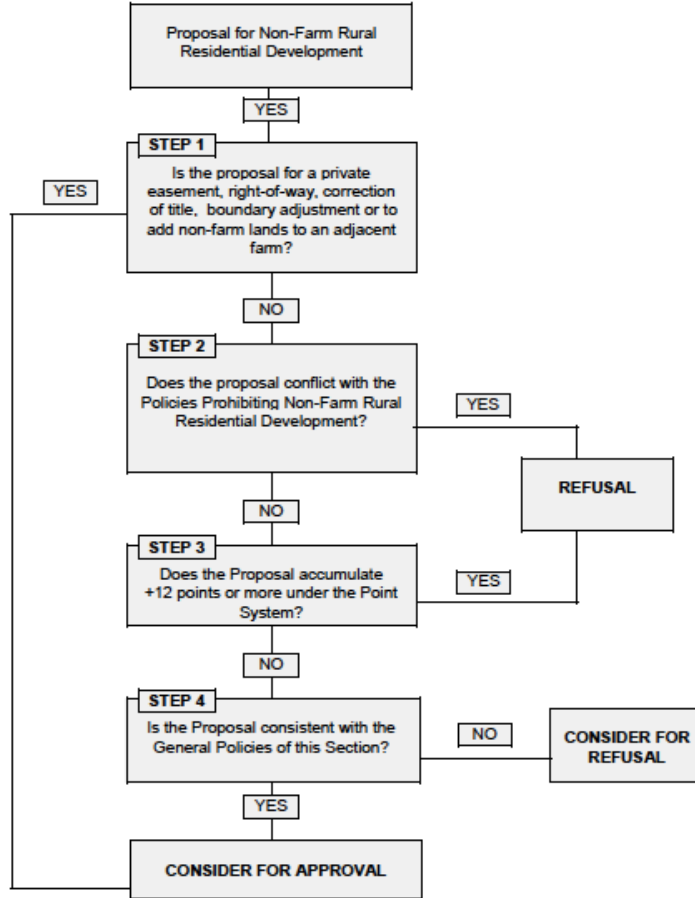 Proposal for Non-Farm Rural
Residential Development
YES
STEP 1
Is the proposal for a private
easement, right-of-way, correction
of title, boundary adjustment or to
add non-farm lands to an adjacent
farm?
YES
NO
STEP 2
Does the proposal conflict with the
Policies Prohibiting Non-Farm Rural
Residential Development?
YES
REFUSAL
NO
STEP 3
Does the Proposal accumulate
+12 points or more under the Point
System?
YES
NO
STEP 4
Is the Proposal consistent with the
General Policies of this Section?
NO
CONSIDER FOR
REFUSAL
YES
CONSIDER FOR APPROVAL